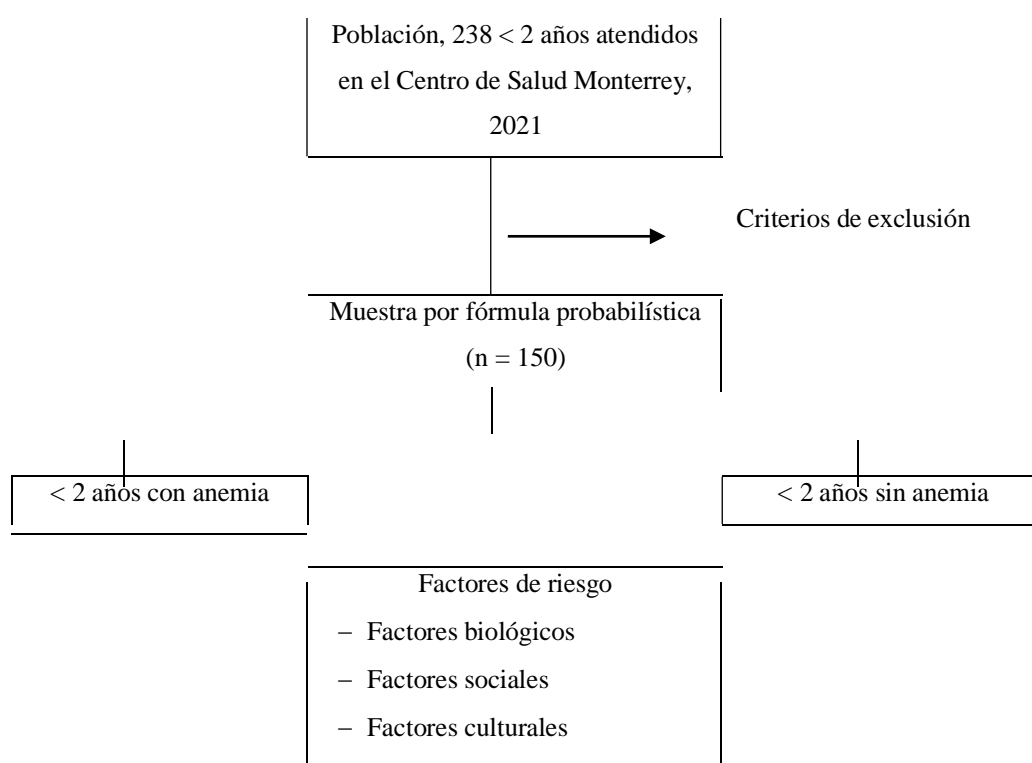 Población, 238 < 2 años atendidos
en el Centro de Salud Monterrey,
2021
Criterios de exclusión
Muestra por fórmula probabilística
(n = 150)
< 2 años con anemia
< 2 años sin anemia
Factores de riesgo
– Factores biológicos
– Factores sociales
– Factores culturales